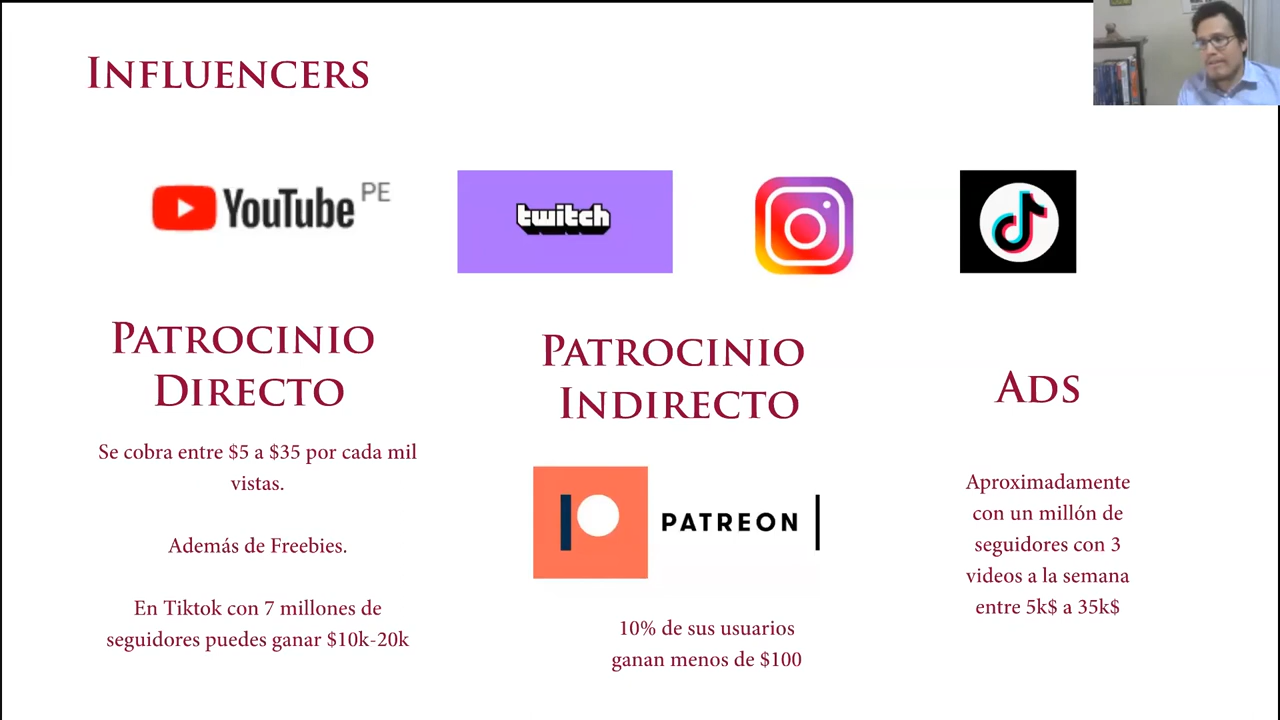 INFLUENCERS
YouTube PE
twitch
PATROCINIO
DIRECTO
Se cobra entre $5 a $35 por cada mil
vistas.
Además de Freebies.
En Tiktok con 7 millones de
seguidores puedes ganar $10k-20k
PATROCINIO
INDIRECTO
PATREON
10% de sus usuarios
ganan menos de $100
ADS
Aproximadamente
con un millón de
seguidores con 3
videos a la semana
entre 5k$ a 35k$